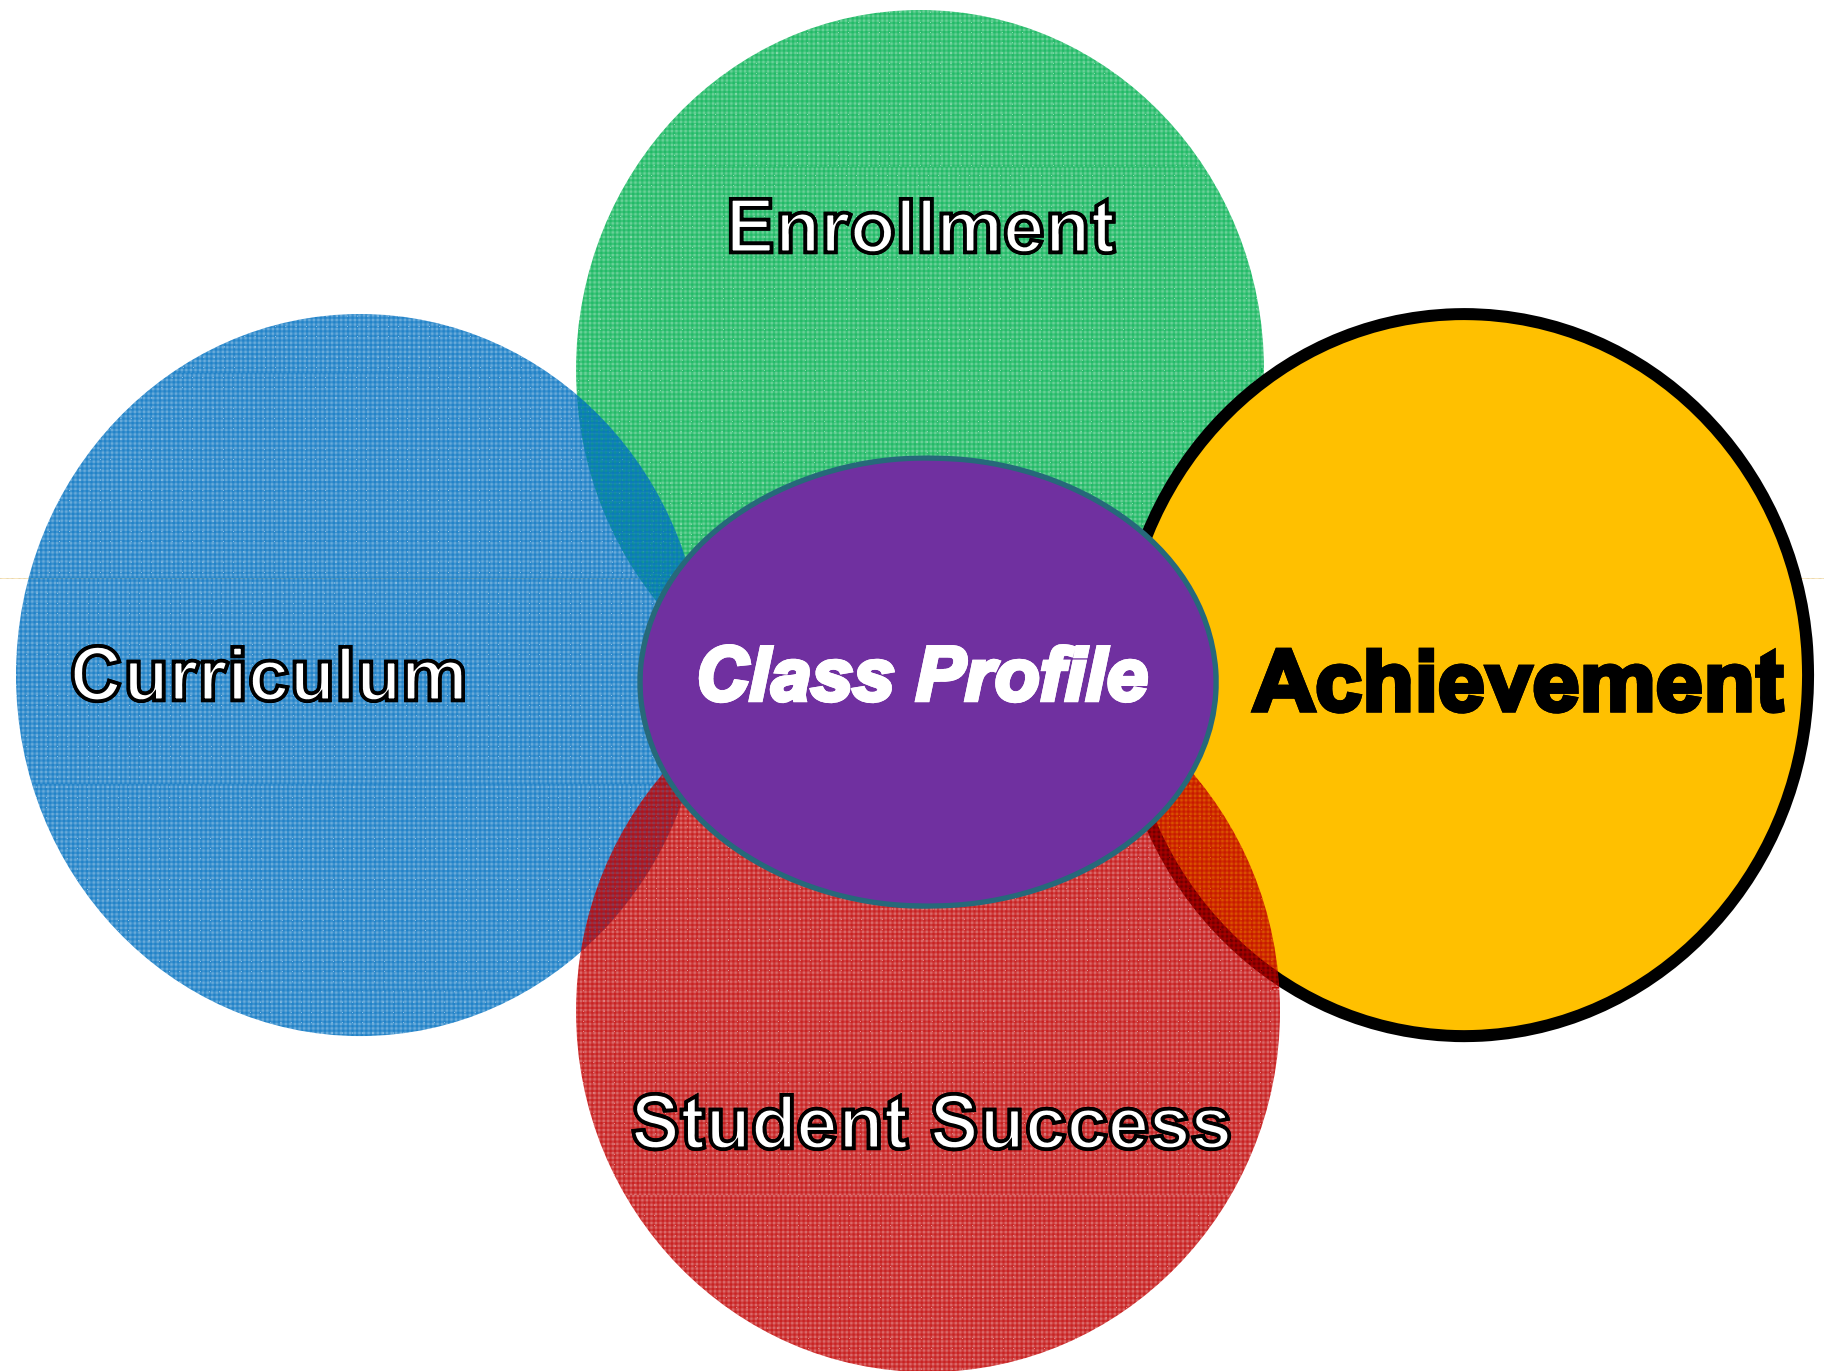 Enrollment
Curriculum
Class Profile
Achievement
Student Success